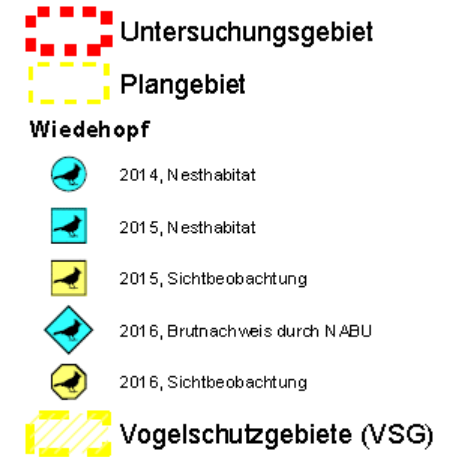 Untersuchungsgebiet
Plangebiet
Wiedehopf
2014, Nesthabitat
2015, Nesthabitat
2015, Sichtbeobachtung
2016, Brutnachweis durch NABU
2016, Sichtbeobachtung
Vogelschutzgebiete (VSG)